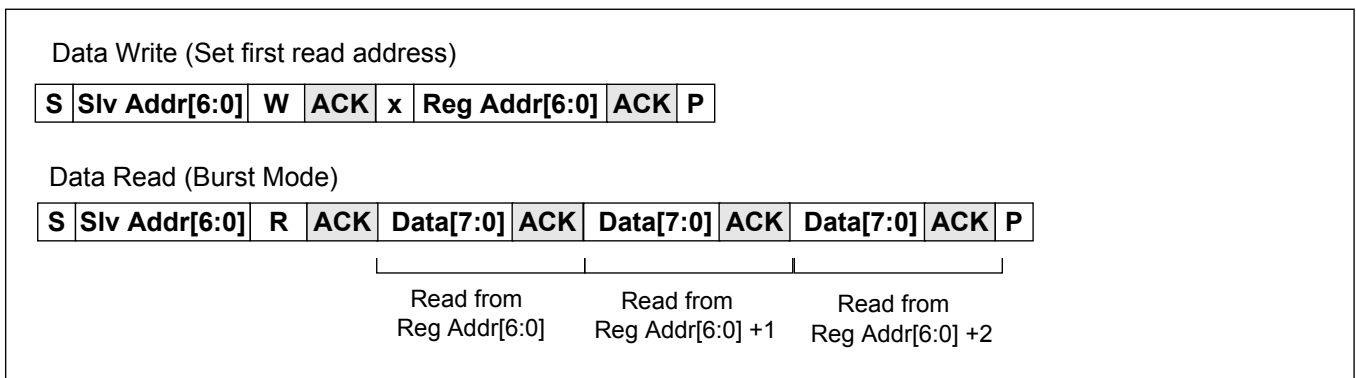 Data Write (Set first read address)
S Slv Addr[6:0] W ACK x Reg Addr[6:0] ACK P
Data Read (Burst Mode)
S Slv Addr[6:0] R ACK Data[7:0] ACK Data[7:0] ACK Data[7:0] ACK P
Read from Read from Read from
Reg Addr[6:0] Reg Addr[6:0] +1 Reg Addr[6:0] +2